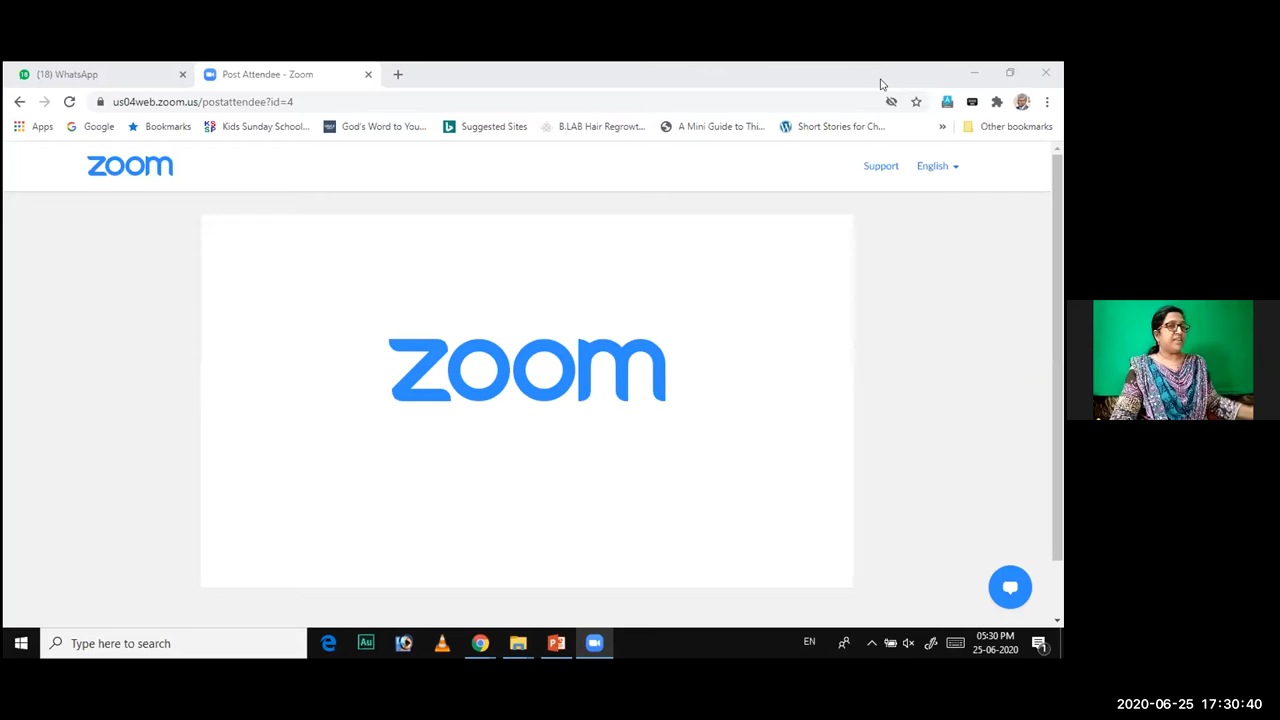 (18) WhatsApp
Post Attendee - Zoom
us04web.zoom.us/postattendee?id=4
Apps Google Bookmarks Kids Sunday School... God's Word to You... Suggested Sites B.LAB Hair Regrowt... A Mini Guide to Thi... Short Stories for Ch... » Other bookmarks
zoom Support English
zoom
Type here to search
Au
EN
05:30 PM
25-06-2020
1
2020-06-25 17:30:40